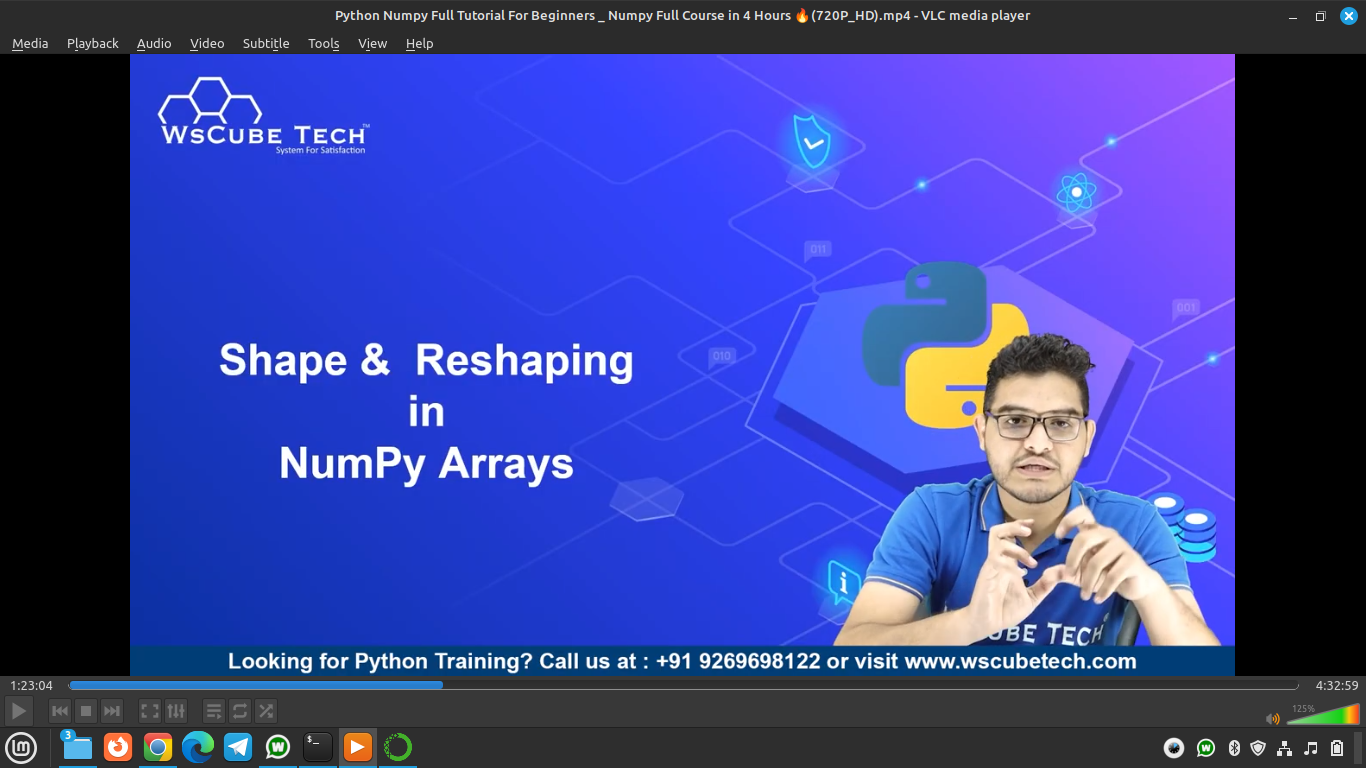 Python Numpy Full Tutorial For Beginners _ Numpy Full Course in 4 Hours 🔥(720P_HD).mp4 - VLC media player
Media Playback Audio Video Subtitle Tools View Help
WSCUBE TECH™
System For Satisfaction
011
001
010
Shape & Reshaping
in
NumPy Arrays
i
UBE TECH
Looking for Python Training? Call us at : +91 9269698122 or visit www.wscubetech.com
1:23:04
4:32:59
125%
3
$_